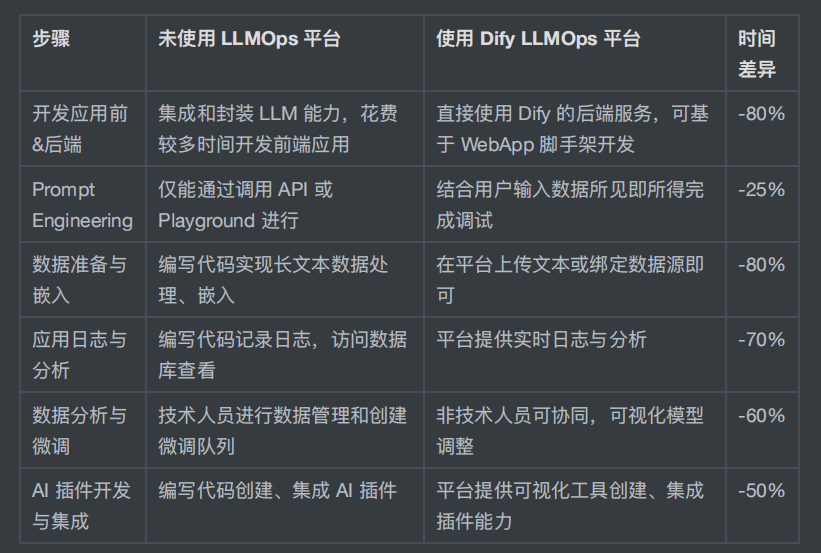 步骤 未使用 LLMOps 平台 使用 Dify LLMOps 平台 时间
差异
开发应用前 集成和封装 LLM 能力，花费 直接使用 Dify 的后端服务，可基 -80%
&后端 较多时间开发前端应用 于 WebApp 脚手架开发
Prompt 仅能通过调用 API 或 结合用户输入数据所见即所得完 -25%
Engineering Playground 进行 成调试
数据准备与 编写代码实现长文本数据处 在平台上传文本或绑定数据源即 -80%
嵌入 理、嵌入 可
应用日志与 编写代码记录日志，访问数据 平台提供实时日志与分析 -70%
分析 库查看
数据分析与 技术人员进行数据管理和创建 非技术人员可协同，可视化模型 -60%
微调 微调队列 调整
AI 插件开发 编写代码创建、集成 AI 插件 平台提供可视化工具创建、集成 -50%
与集成 插件能力